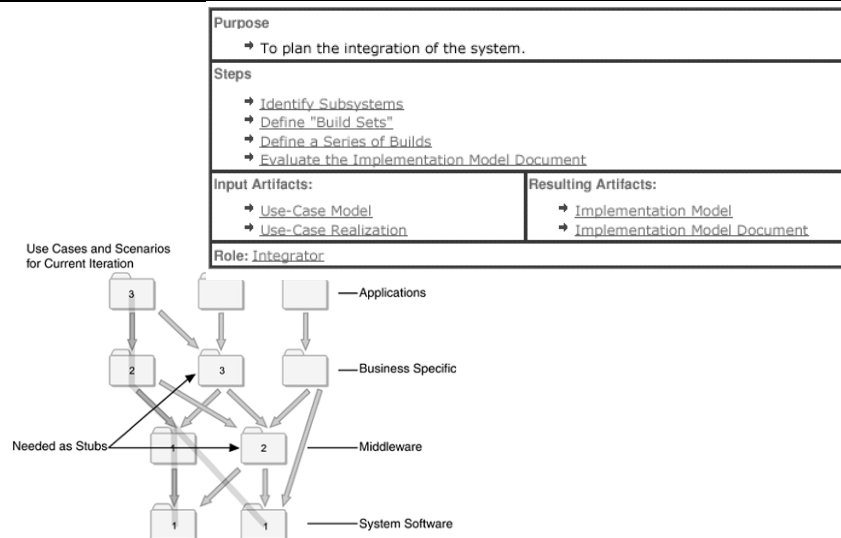 Purpose
To plan the integration of the system.
Steps
Identify Subsystems
Define "Build Sets"
Define a Series of Builds
Evaluate the Implementation Model Document
Input Artifacts:
Use-Case Model
Use-Case Realization
Resulting Artifacts:
Implementation Model
Implementation Model Document
Role: Integrator
Use Cases and Scenarios
for Current Iteration
3
Applications
2
3
Business Specific
Needed as Stubs
1
2
Middleware
1
1
System Software